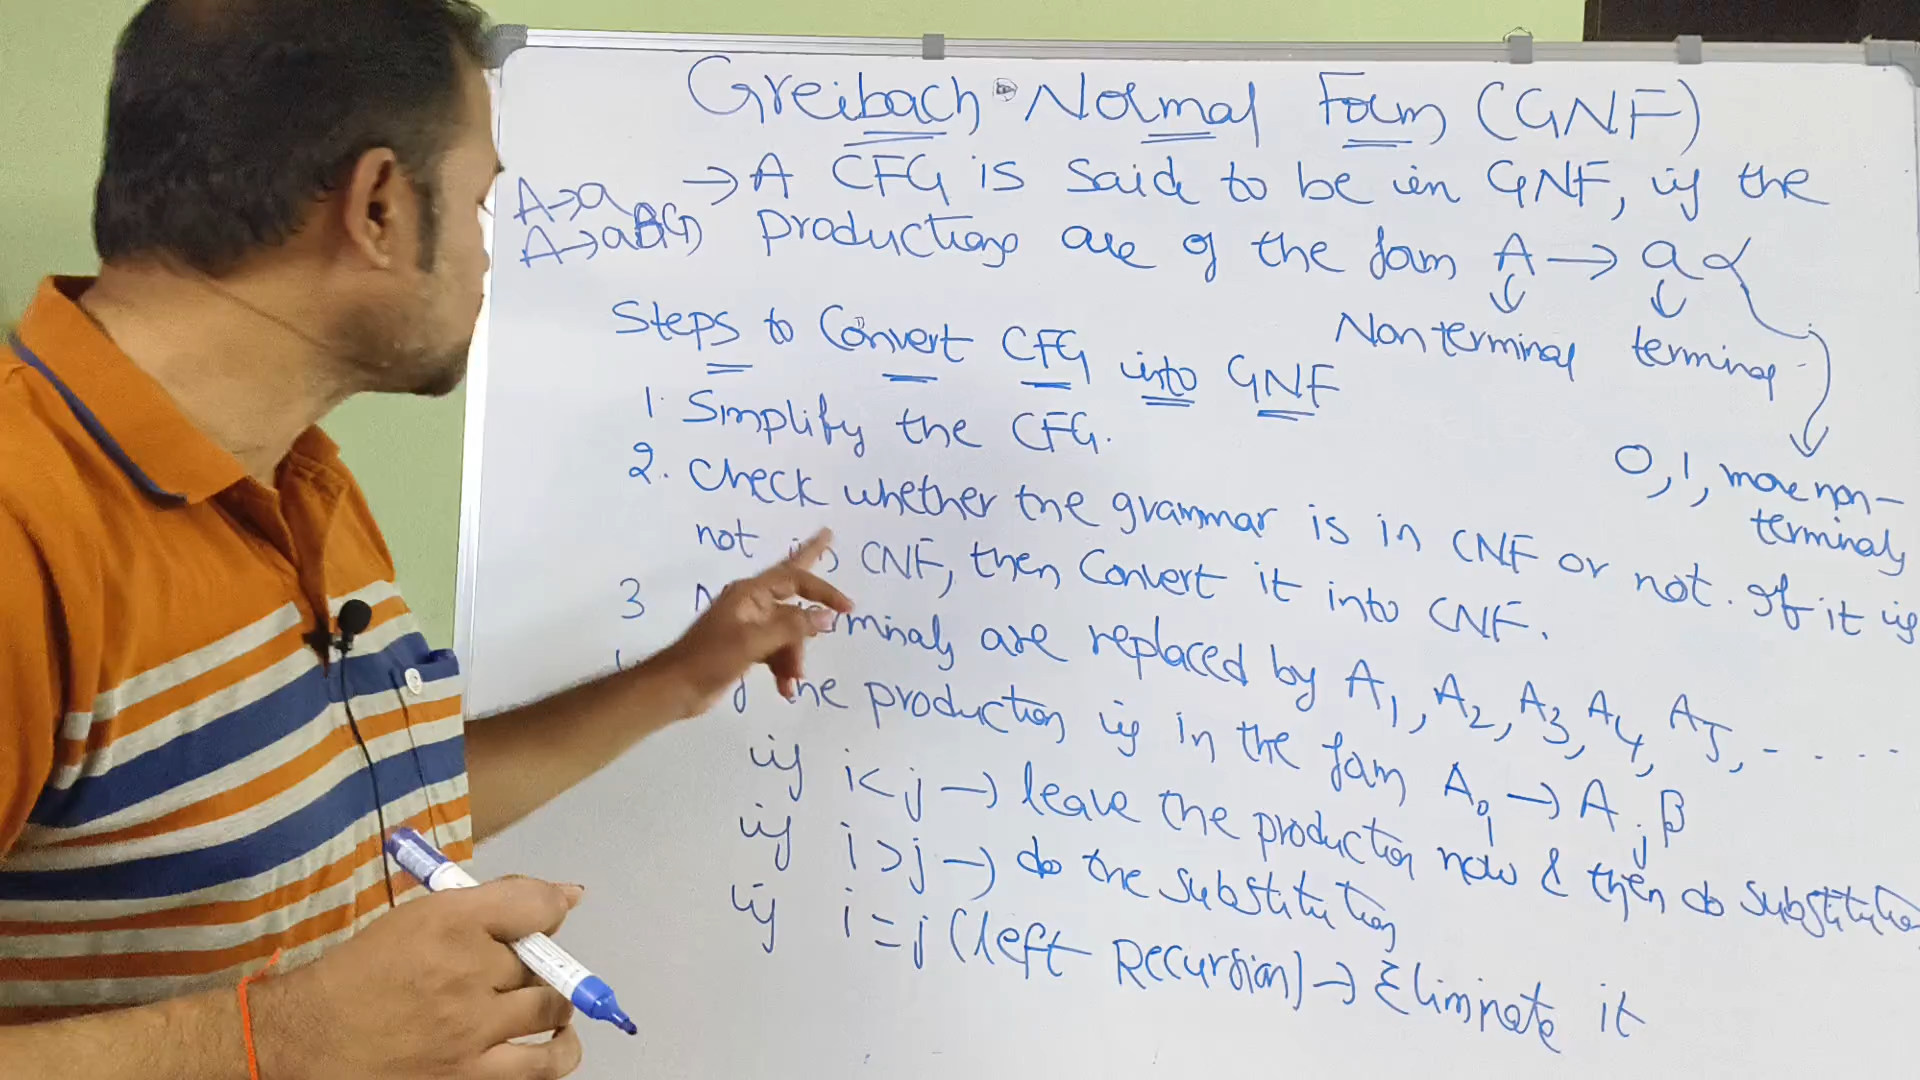 Greibach Normal Form (GNF)
→ A CFG is said to be in GNF, if the
productions are of the form A → aα
A→a
A→aBCD
Non terminal terminal
0, 1, more non-
terminals
Steps to Convert CFG into GNF
1. Simplify the CFG.
2. Check whether the grammar is in CNF or not. If it is
not in CNF, then Convert it into CNF.
3 are replaced by A1, A2, A3, A4, A5, - . . . .
the production is in the form Ai → Ajβ
if i<j → leave the production now & then do substitution
if i>j → do the substitution
if i=j (left Recursion) → Eliminate it